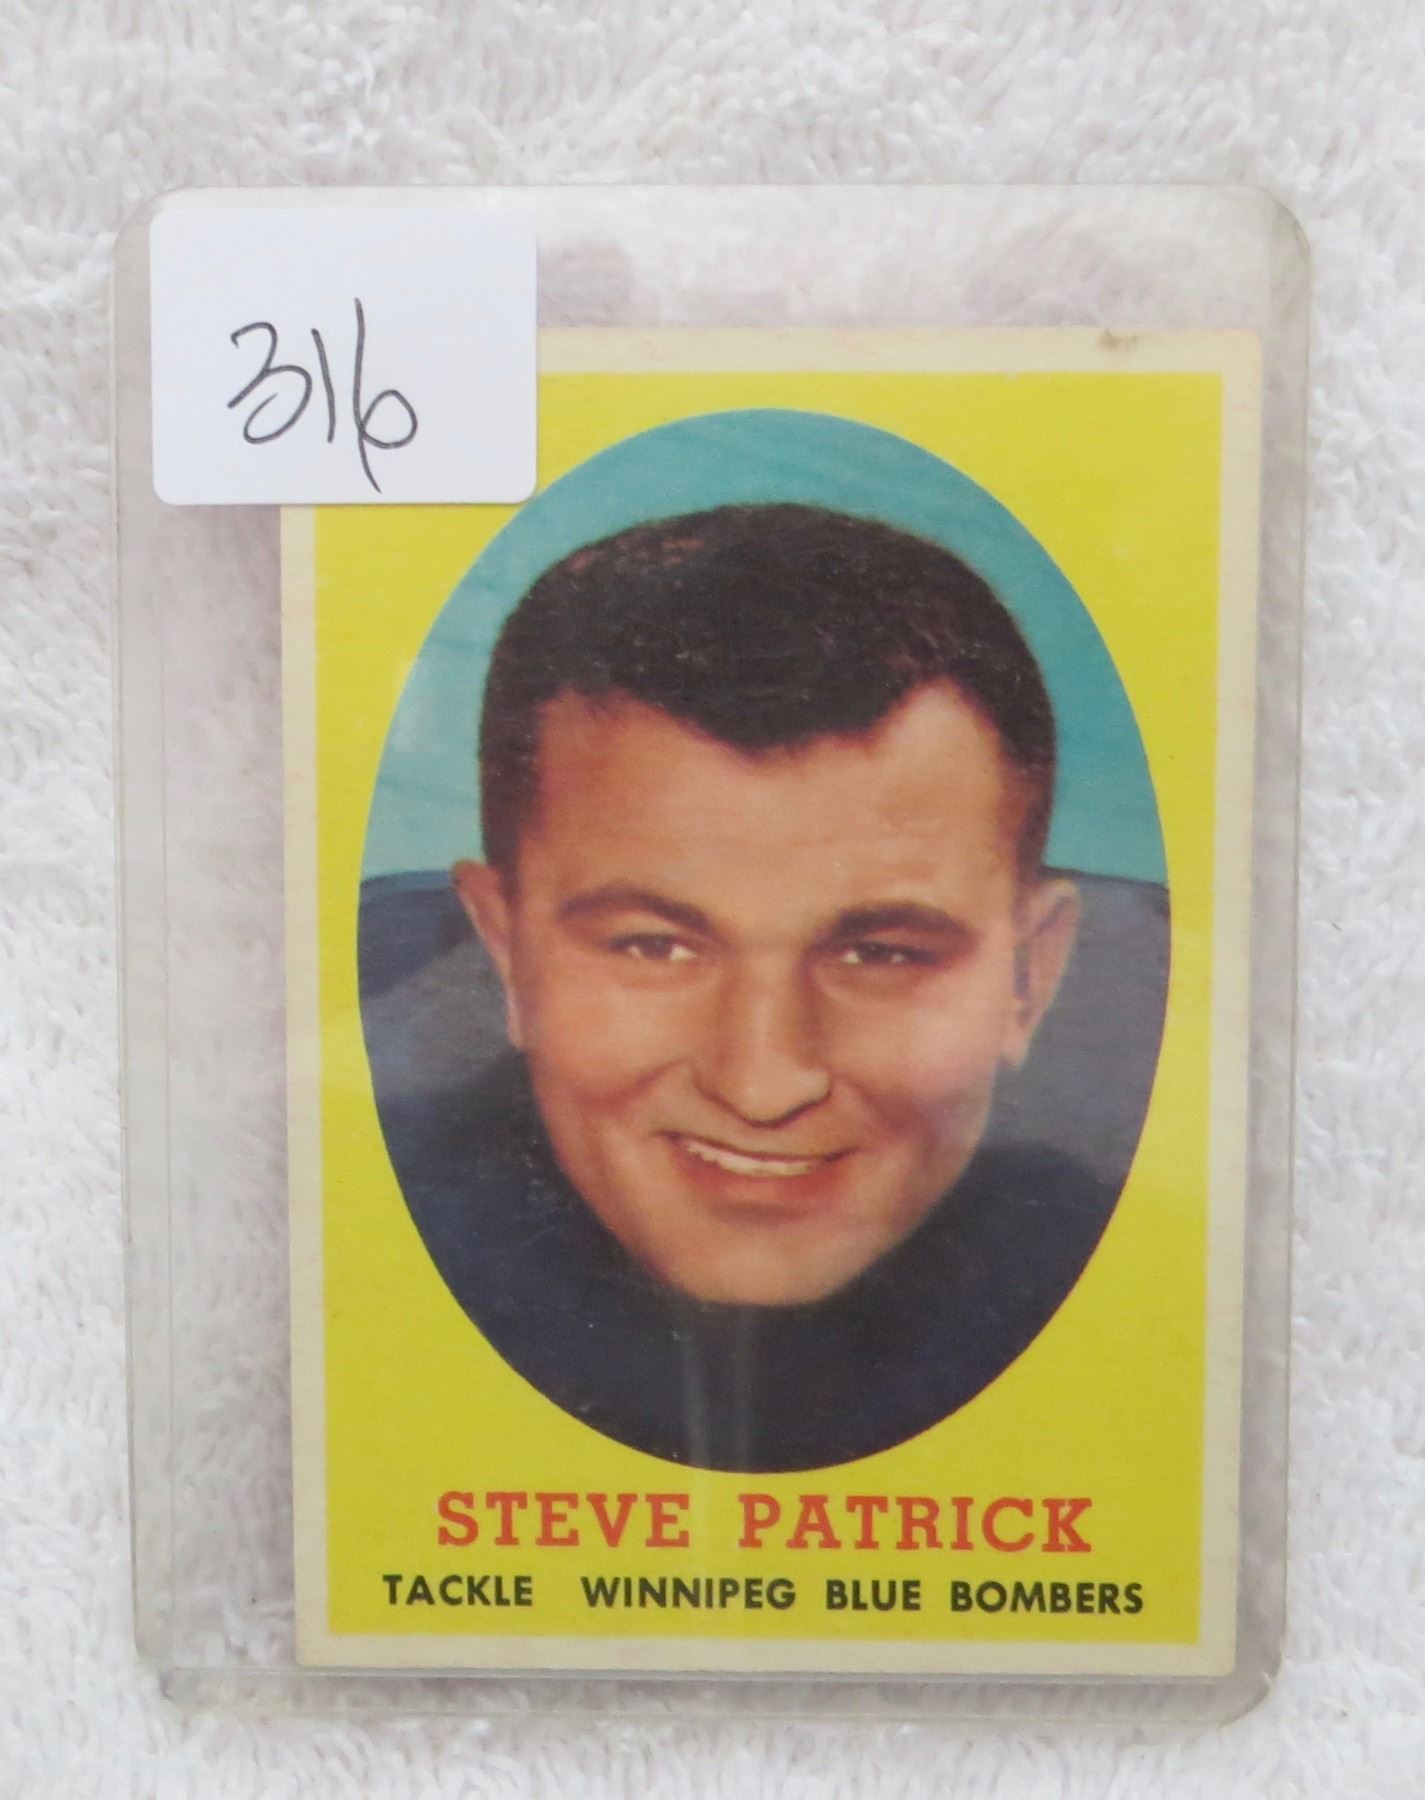 316
STEVE PATRICK
TACKLE WINNIPEG BLUE BOMBERS